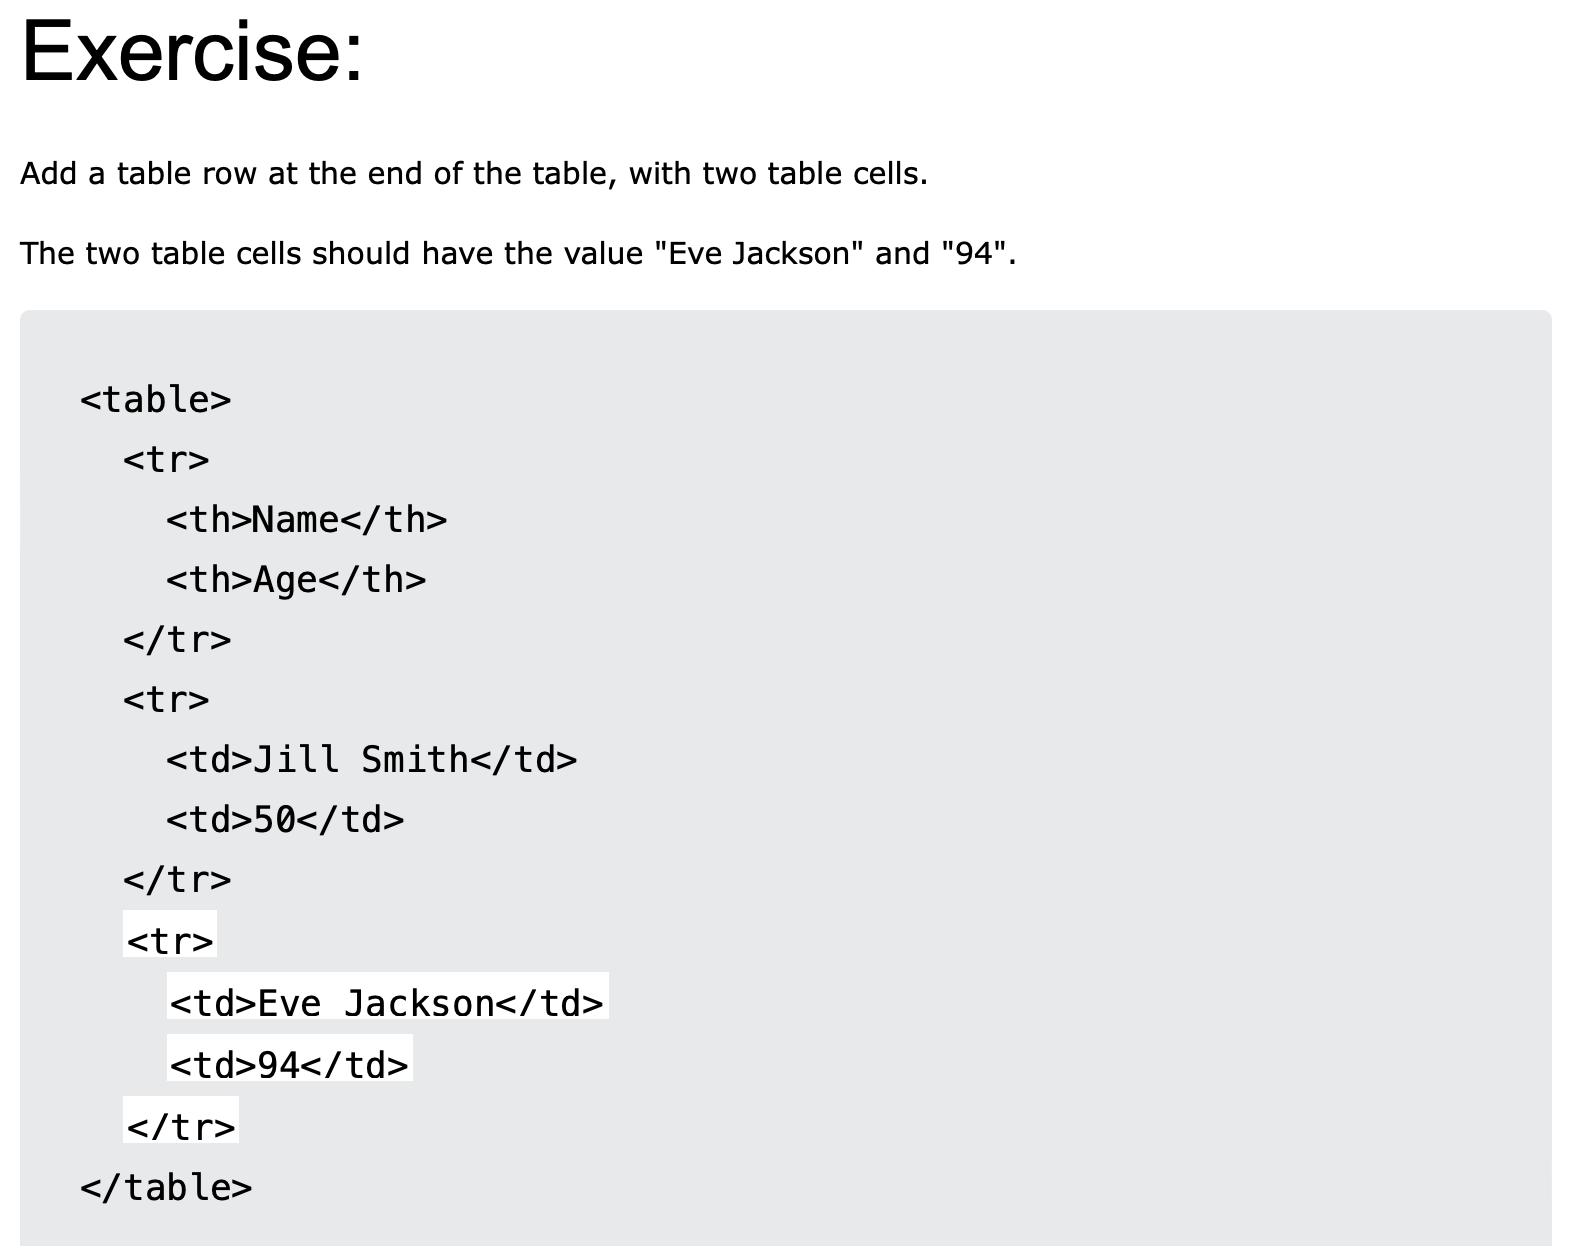 Exercise:
Add a table row at the end of the table, with two table cells.
The two table cells should have the value "Eve Jackson" and "94".
<table>
  <tr>
    <th>Name</th>
    <th>Age</th>
  </tr>
  <tr>
    <td>Jill Smith</td>
    <td>50</td>
  </tr>
  <tr>
    <td>Eve Jackson</td>
    <td>94</td>
  </tr>
</table>